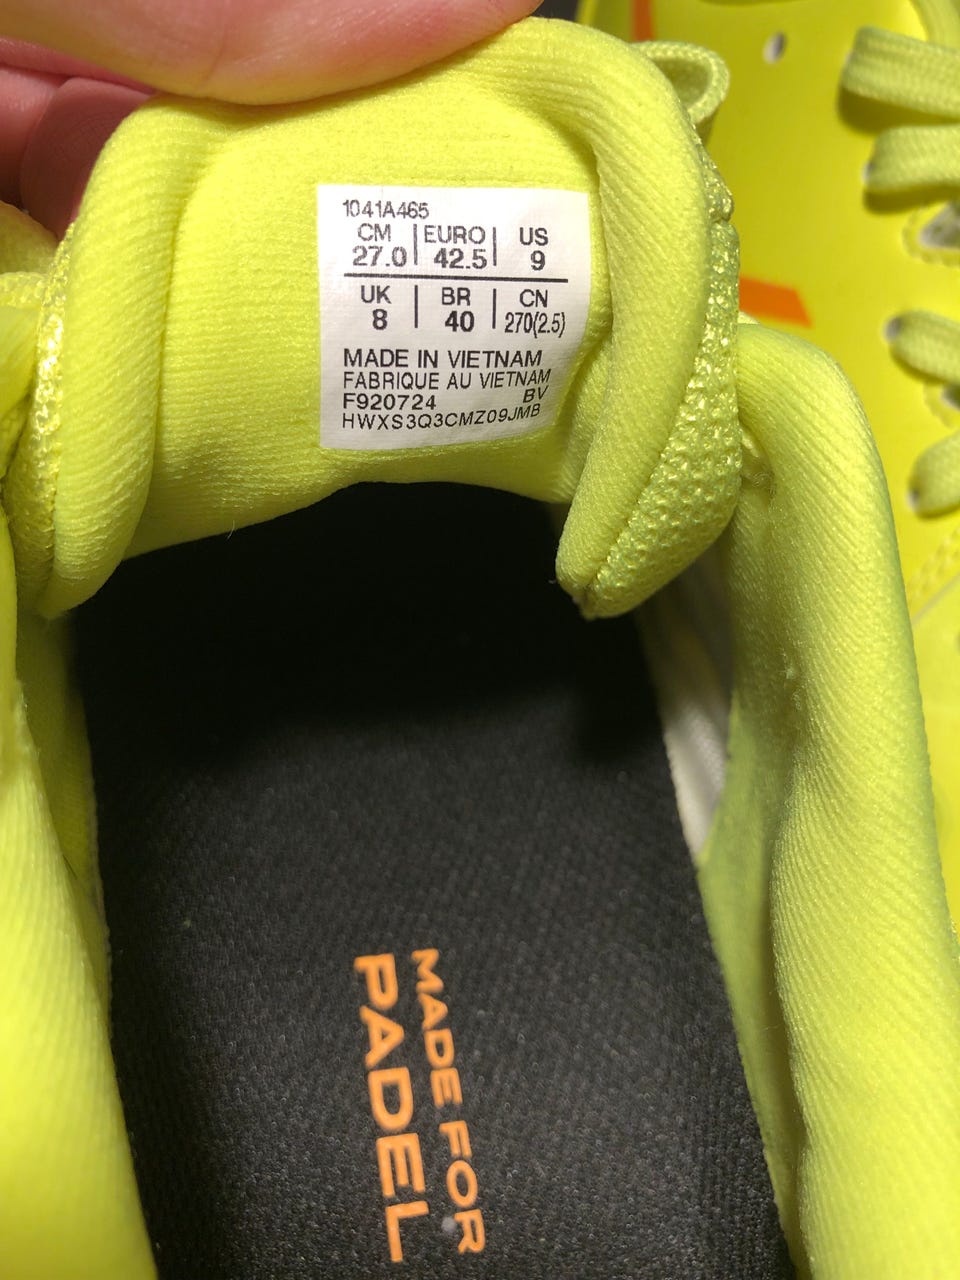 1041A465
CM | EURO | US
27.0 | 42.5 | 9
UK | BR | CN
8 | 40 | 270(2.5)
MADE IN VIETNAM
FABRIQUE AU VIETNAM
F920724 BV
HWXS3Q3CMZ09JMB
MADE FOR
PADEL